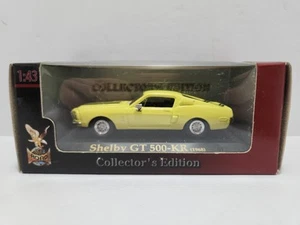 1:43
COLLECTOR'S EDITION
Shelby GT 500-KR (1968)
Collector's Edition